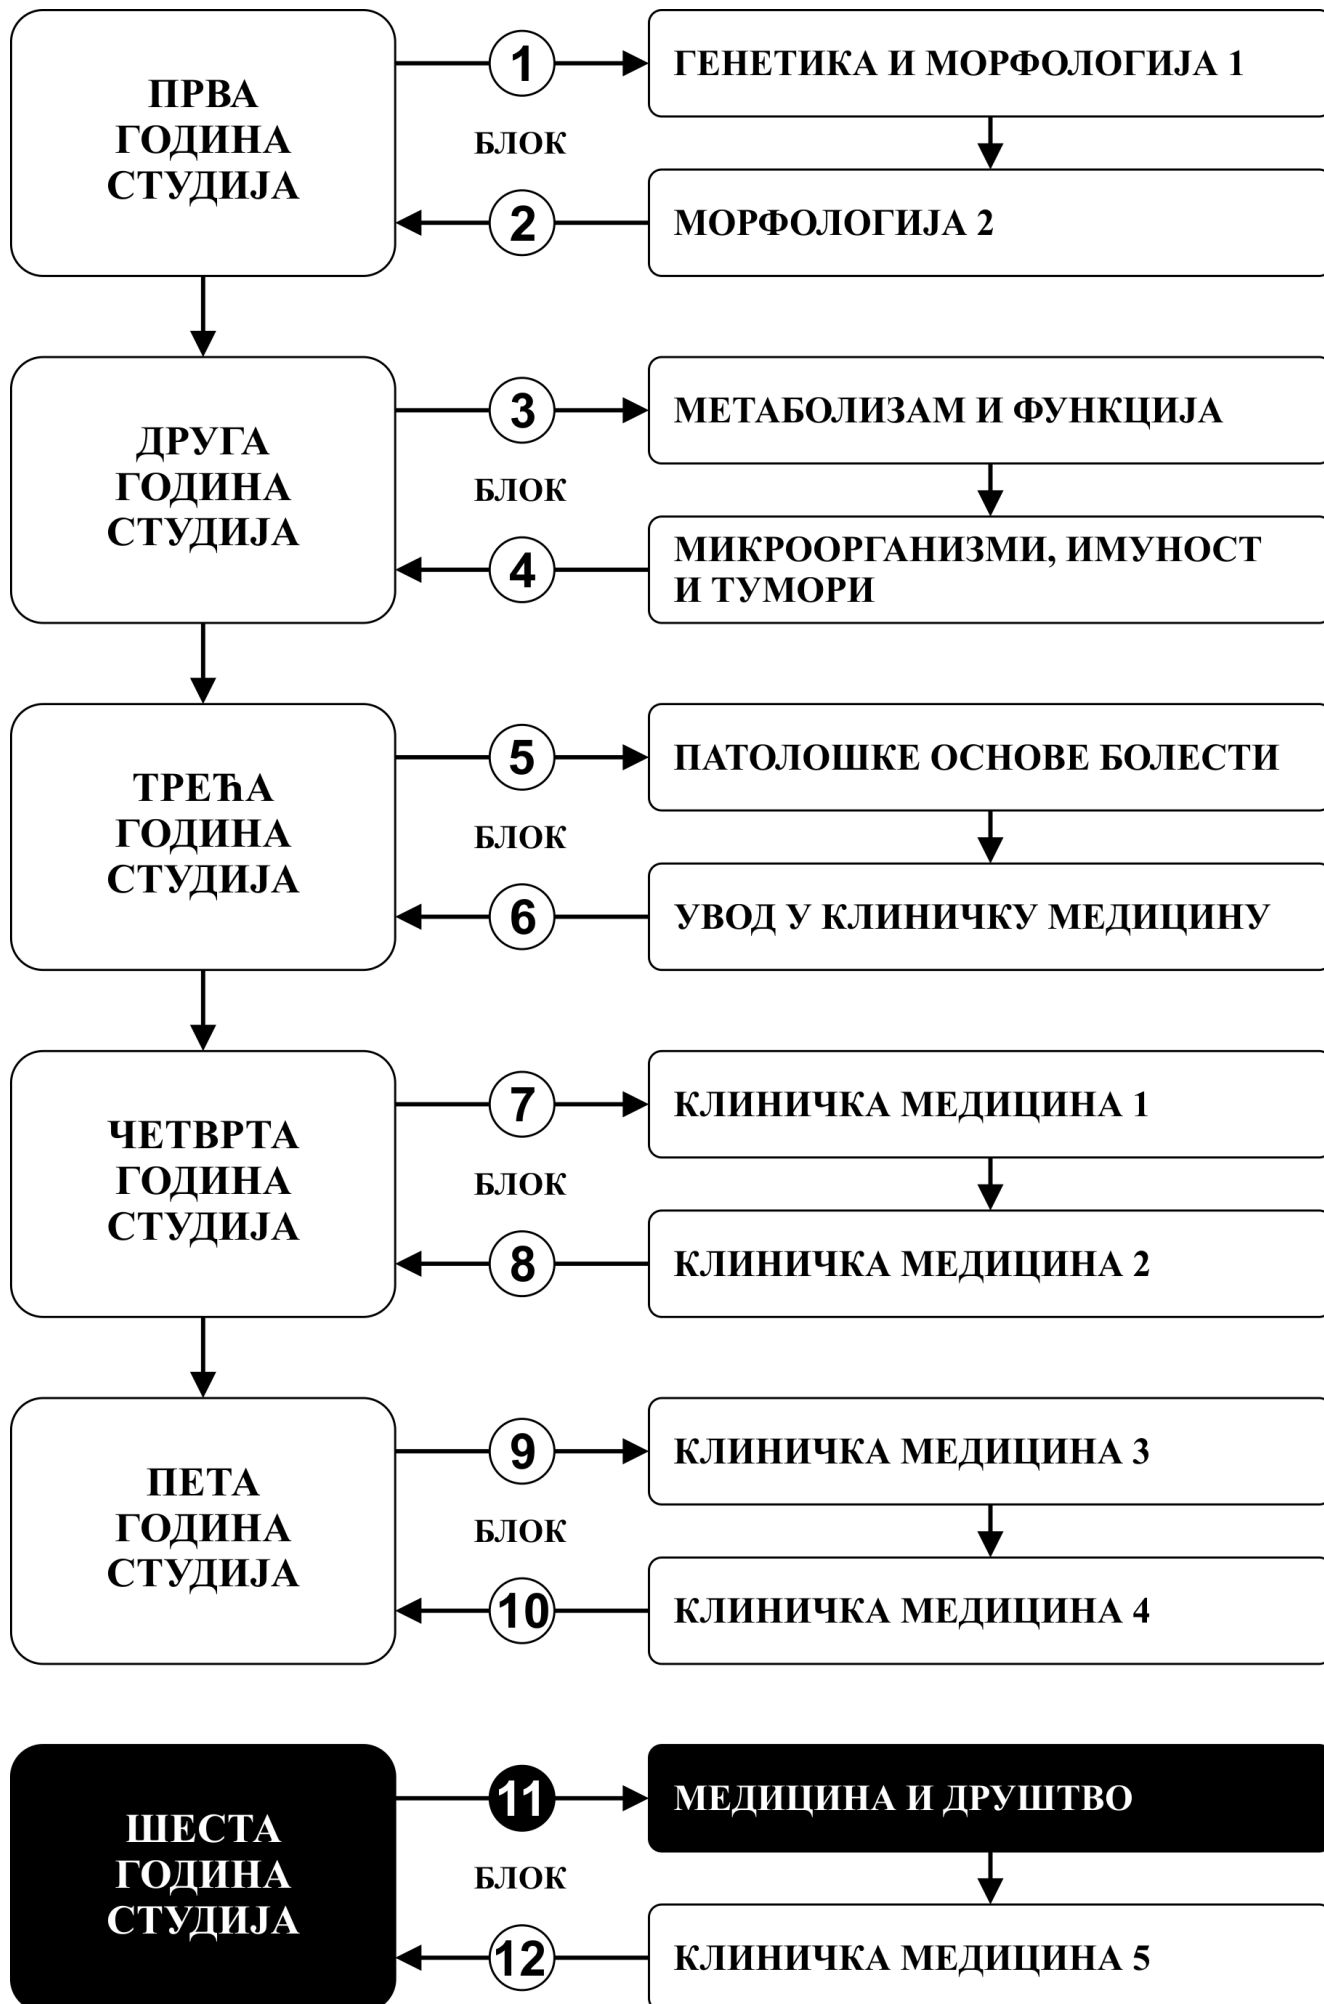 ПРВА
ГОДИНА
СТУДИЈА
1
БЛОК
2
ГЕНЕТИКА И МОРФОЛОГИЈА 1
МОРФОЛОГИЈА 2
ДРУГА
ГОДИНА
СТУДИЈА
3
БЛОК
4
МЕТАБОЛИЗАМ И ФУНКЦИЈА
МИКРООРГАНИЗМИ, ИМУНОСТ
И ТУМОРИ
ТРЕЋА
ГОДИНА
СТУДИЈА
5
БЛОК
6
ПАТОЛОШКЕ ОСНОВЕ БОЛЕСТИ
УВОД У КЛИНИЧКУ МЕДИЦИНУ
ЧЕТВРТА
ГОДИНА
СТУДИЈА
7
БЛОК
8
КЛИНИЧКА МЕДИЦИНА 1
КЛИНИЧКА МЕДИЦИНА 2
ПЕТА
ГОДИНА
СТУДИЈА
9
БЛОК
10
КЛИНИЧКА МЕДИЦИНА 3
КЛИНИЧКА МЕДИЦИНА 4
ШЕСТА
ГОДИНА
СТУДИЈА
11
БЛОК
12
МЕДИЦИНА И ДРУШТВО
КЛИНИЧКА МЕДИЦИНА 5